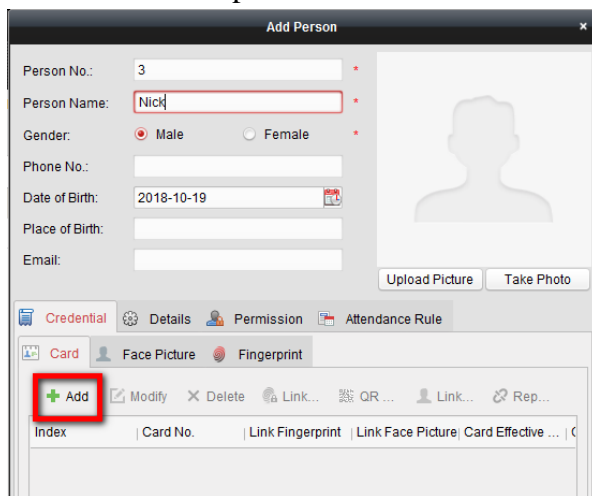 Add Person ×
Person No.: 3 *
Person Name: Nick *
Gender: Male Female *
Phone No.:
Date of Birth: 2018-10-19
Place of Birth:
Email:
Upload Picture Take Photo
Credential Details Permission Attendance Rule
Card Face Picture Fingerprint
Add Modify Delete Link... QR ... Link... Rep...
Index Card No. Link Fingerprint Link Face Picture Card Effective ...